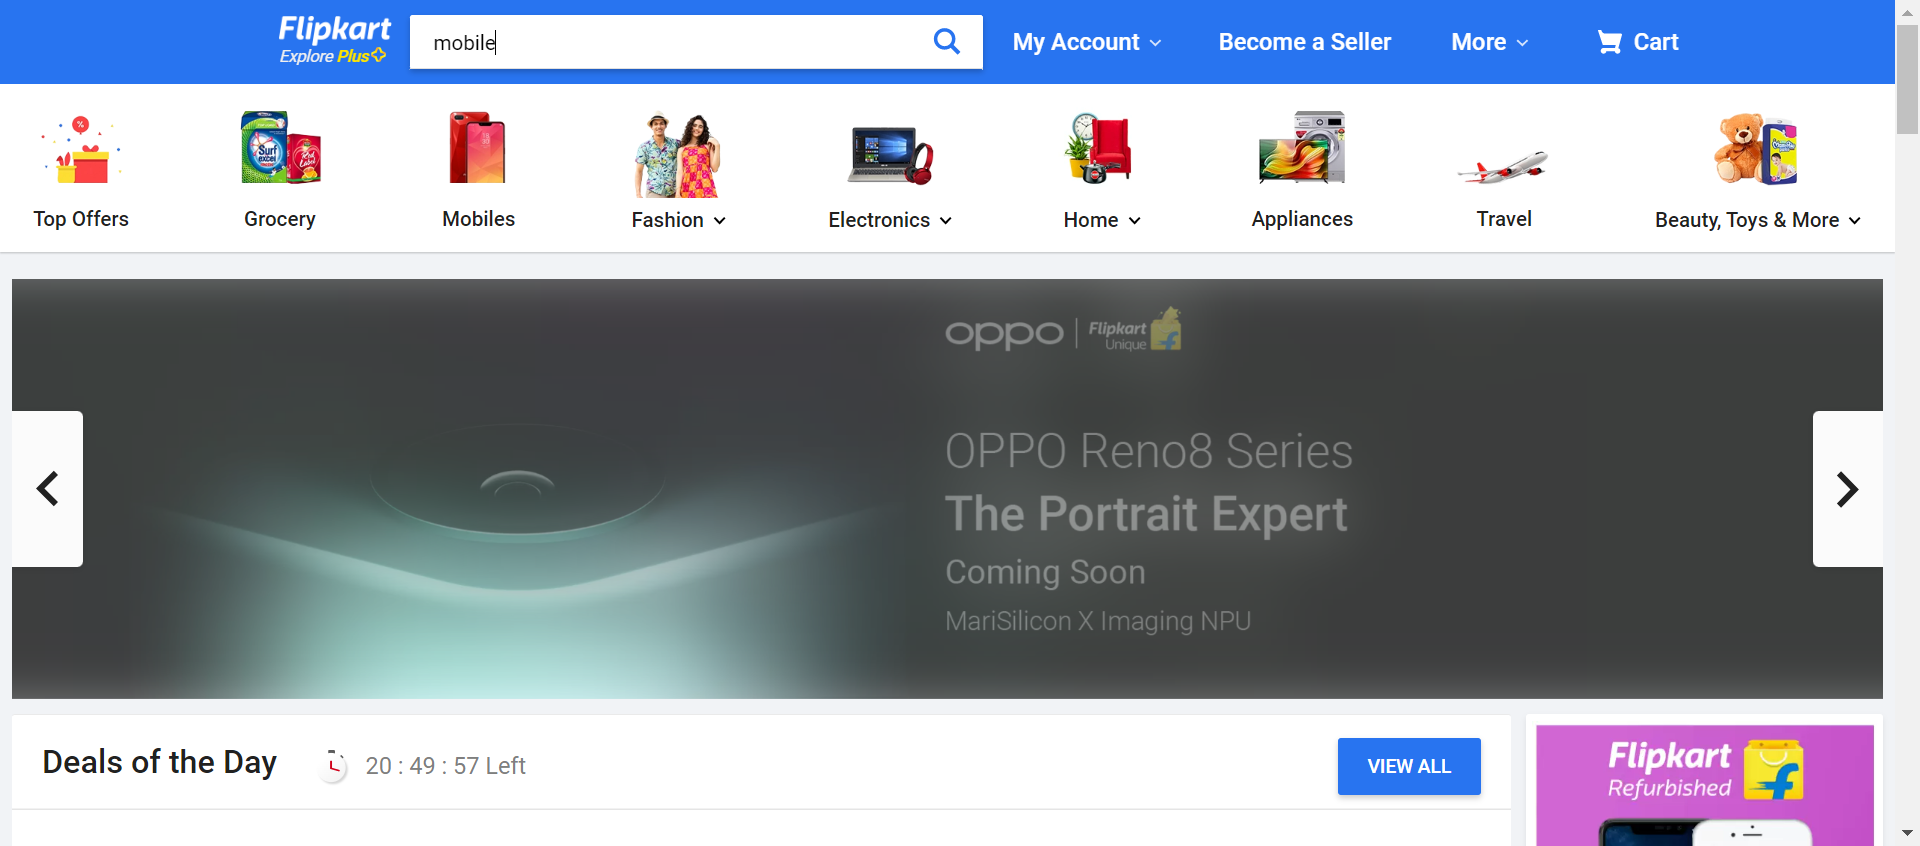 Flipkart
Explore Plus
mobile
My Account
Become a Seller
More
Cart
Top Offers
Grocery
Mobiles
Fashion
Electronics
Home
Appliances
Travel
Beauty, Toys & More
oppo
Flipkart
Unique
OPPO Reno8 Series
The Portrait Expert
Coming Soon
MariSilicon X Imaging NPU
Deals of the Day
20 : 49 : 57 Left
VIEW ALL
Flipkart
Refurbished
Surf
excel